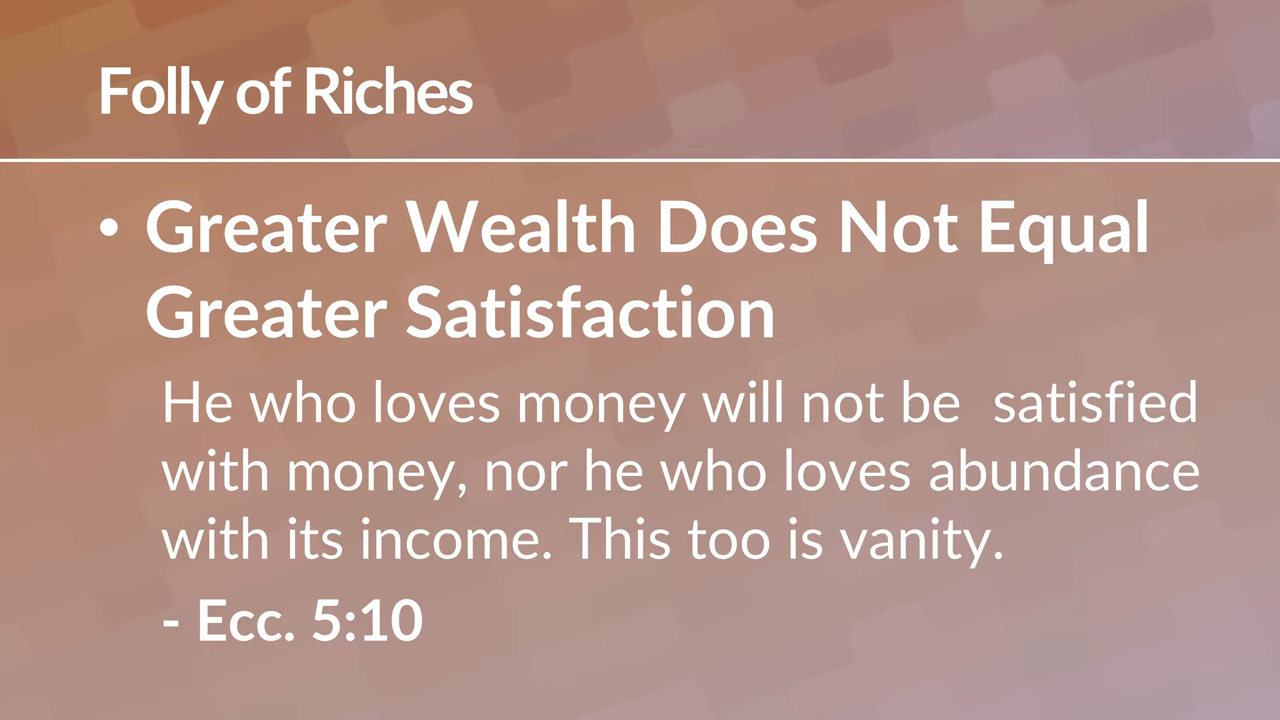 Folly of Riches
• Greater Wealth Does Not Equal
Greater Satisfaction
He who loves money will not be  satisfied
with money, nor he who loves abundance
with its income. This too is vanity.
- Ecc. 5:10